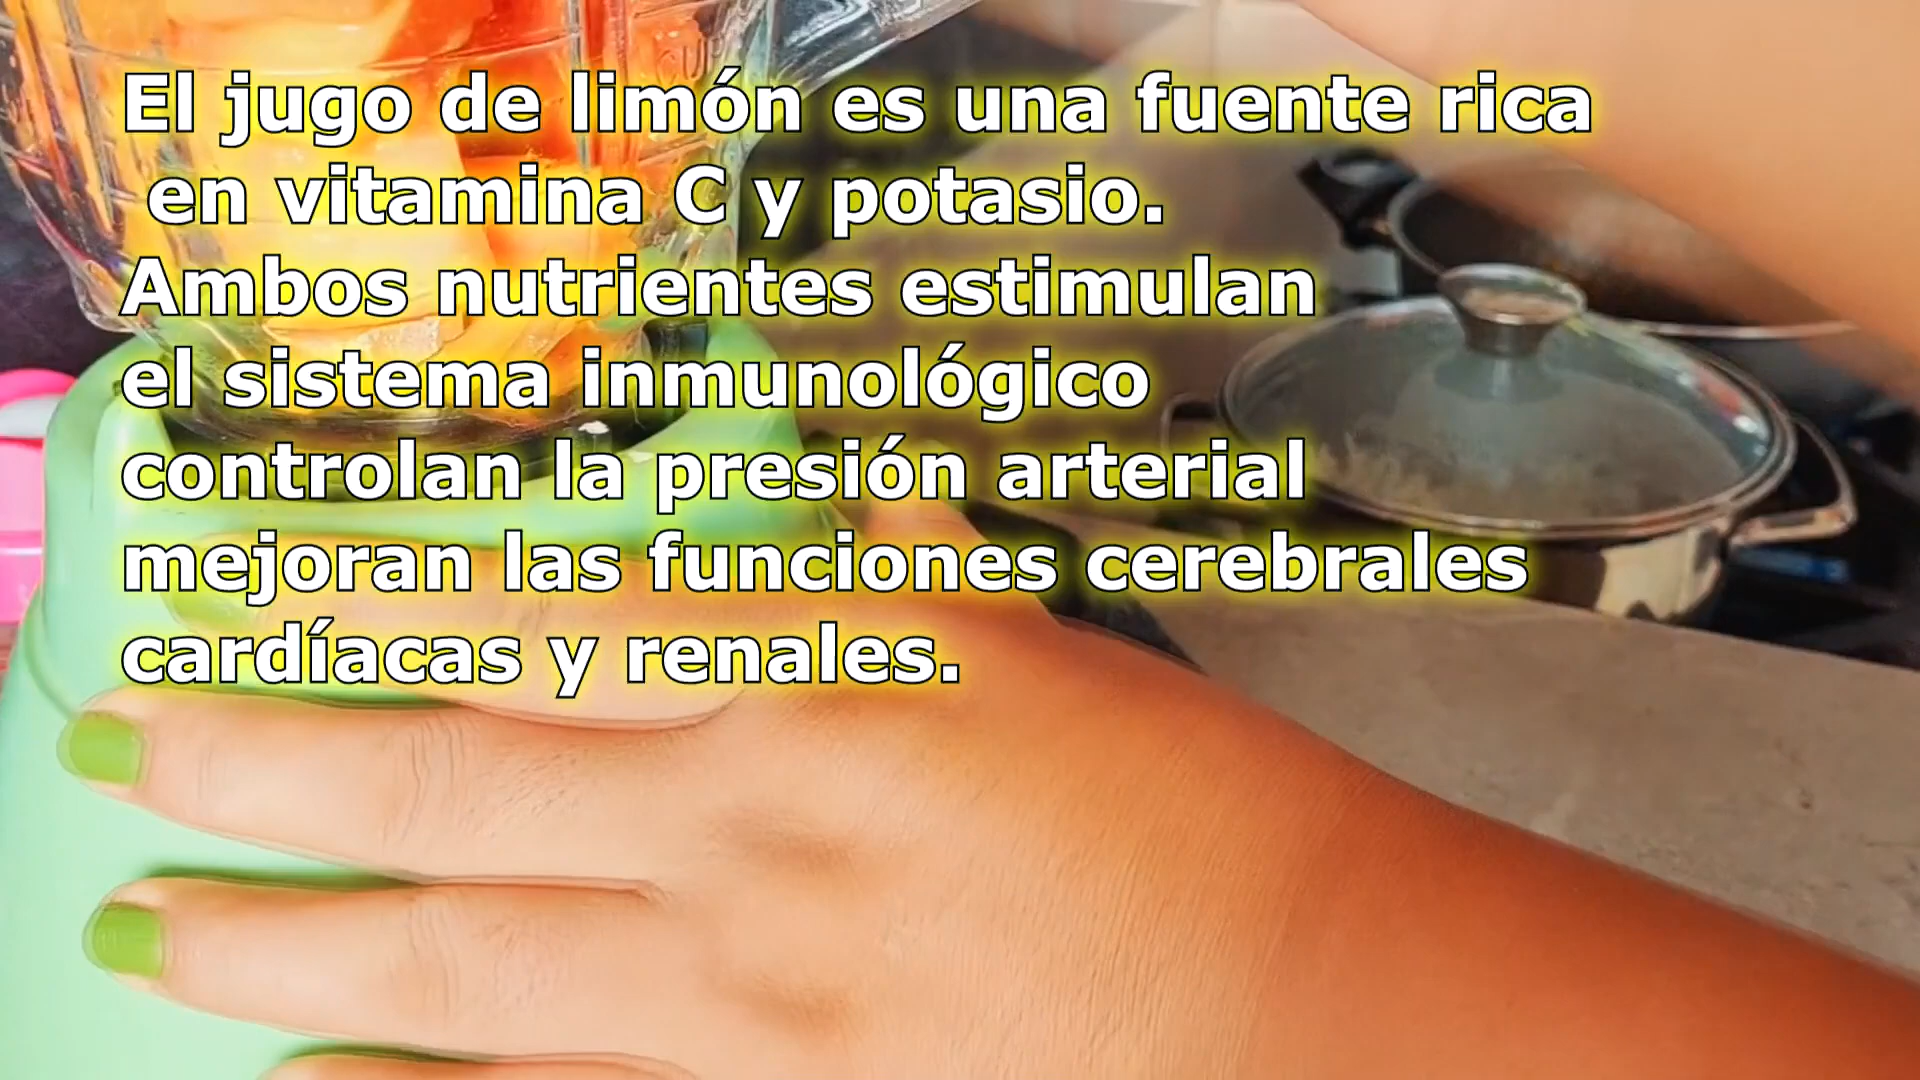 El jugo de limón es una fuente rica
en vitamina C y potasio.
Ambos nutrientes estimulan
el sistema inmunológico
controlan la presión arterial
mejoran las funciones cerebrales
cardíacas y renales.
CUP